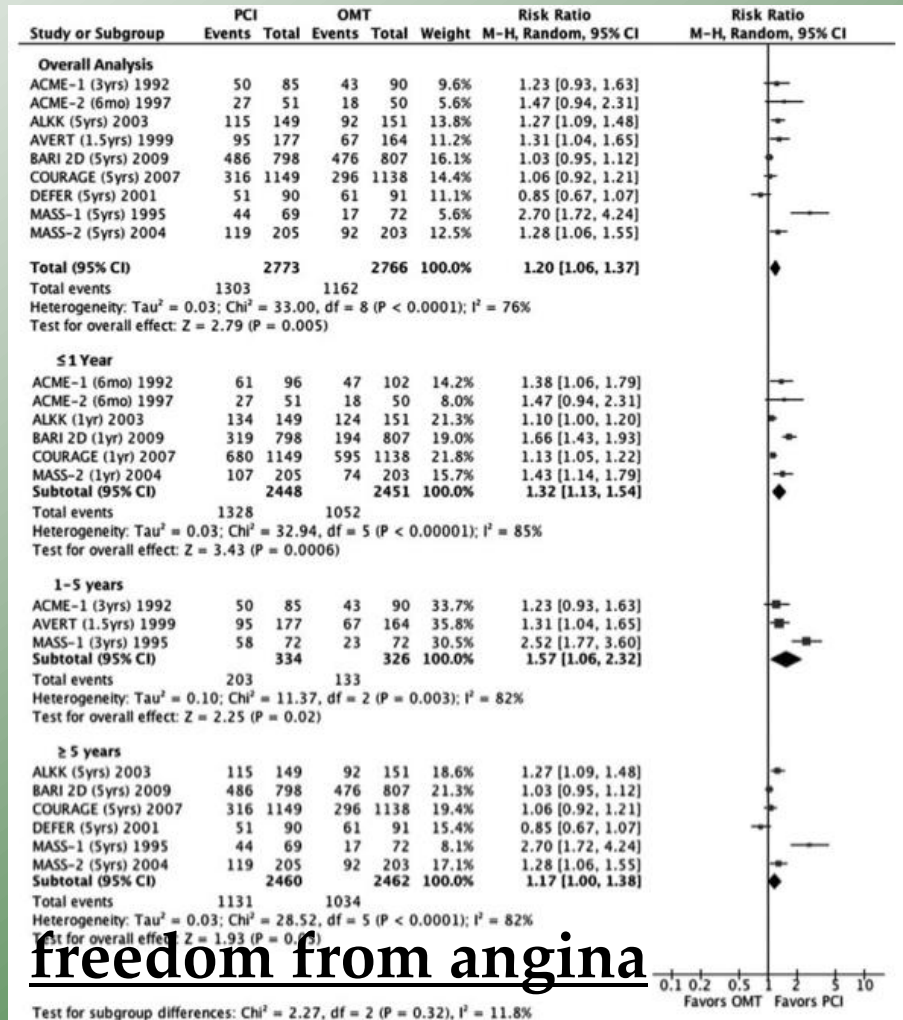 PCI OMT Risk Ratio Risk Ratio
Study or Subgroup Events Total Events Total Weight M-H, Random, 95% CI M-H, Random, 95% CI
Overall Analysis
ACME-1 (3yrs) 1992 50 85 43 90 9.6% 1.23 [0.93, 1.63]
ACME-2 (6mo) 1997 27 51 18 50 5.6% 1.47 [0.94, 2.31]
ALKK (5yrs) 2003 115 149 92 151 13.8% 1.27 [1.09, 1.48]
AVERT (1.5yrs) 1999 95 177 67 164 11.2% 1.31 [1.04, 1.65]
BARI 2D (5yrs) 2009 486 798 476 807 16.1% 1.03 [0.95, 1.12]
COURAGE (5yrs) 2007 316 1149 296 1138 14.4% 1.06 [0.92, 1.21]
DEFER (5yrs) 2001 51 90 61 91 11.1% 0.85 [0.67, 1.07]
MASS-1 (5yrs) 1995 44 69 17 72 5.6% 2.70 [1.72, 4.24]
MASS-2 (5yrs) 2004 119 205 92 203 12.5% 1.28 [1.06, 1.55]
Total (95% CI) 2773 2766 100.0% 1.20 [1.06, 1.37]
Total events 1303 1162
Heterogeneity: Tau² = 0.03; Chi² = 33.00, df = 8 (P < 0.0001); I² = 76%
Test for overall effect: Z = 2.79 (P = 0.005)
≤1 Year
ACME-1 (6mo) 1992 61 96 47 102 14.2% 1.38 [1.06, 1.79]
ACME-2 (6mo) 1997 27 51 18 50 8.0% 1.47 [0.94, 2.31]
ALKK (1yr) 2003 134 149 124 151 21.3% 1.10 [1.00, 1.20]
BARI 2D (1yr) 2009 319 798 194 807 19.0% 1.66 [1.43, 1.93]
COURAGE (1yr) 2007 680 1149 595 1138 21.8% 1.13 [1.05, 1.22]
MASS-2 (1yr) 2004 107 205 74 203 15.7% 1.43 [1.14, 1.79]
Subtotal (95% CI) 2448 2451 100.0% 1.32 [1.13, 1.54]
Total events 1328 1052
Heterogeneity: Tau² = 0.03; Chi² = 32.94, df = 5 (P < 0.00001); I² = 85%
Test for overall effect: Z = 3.43 (P = 0.0006)
1-5 years
ACME-1 (3yrs) 1992 50 85 43 90 33.7% 1.23 [0.93, 1.63]
AVERT (1.5yrs) 1999 95 177 67 164 35.8% 1.31 [1.04, 1.65]
MASS-1 (3yrs) 1995 58 72 23 72 30.5% 2.52 [1.77, 3.60]
Subtotal (95% CI) 334 326 100.0% 1.57 [1.06, 2.32]
Total events 203 133
Heterogeneity: Tau² = 0.10; Chi² = 11.37, df = 2 (P = 0.003); I² = 82%
Test for overall effect: Z = 2.25 (P = 0.02)
≥ 5 years
ALKK (5yrs) 2003 115 149 92 151 18.6% 1.27 [1.09, 1.48]
BARI 2D (5yrs) 2009 486 798 476 807 21.3% 1.03 [0.95, 1.12]
COURAGE (5yrs) 2007 316 1149 296 1138 19.4% 1.06 [0.92, 1.21]
DEFER (5yrs) 2001 51 90 61 91 15.4% 0.85 [0.67, 1.07]
MASS-1 (5yrs) 1995 44 69 17 72 8.1% 2.70 [1.72, 4.24]
MASS-2 (5yrs) 2004 119 205 92 203 17.1% 1.28 [1.06, 1.55]
Subtotal (95% CI) 2460 2462 100.0% 1.17 [1.00, 1.38]
Total events 1131 1034
Heterogeneity: Tau² = 0.03; Chi² = 28.52, df = 5 (P < 0.0001); I² = 82%
Test for overall effect: Z = 1.93 (P =
freedom from angina
0.1 0.2 0.5 1 2 5 10
Favors OMT Favors PCI
Test for subgroup differences: Chi² = 2.27, df = 2 (P = 0.32), I² = 11.8%